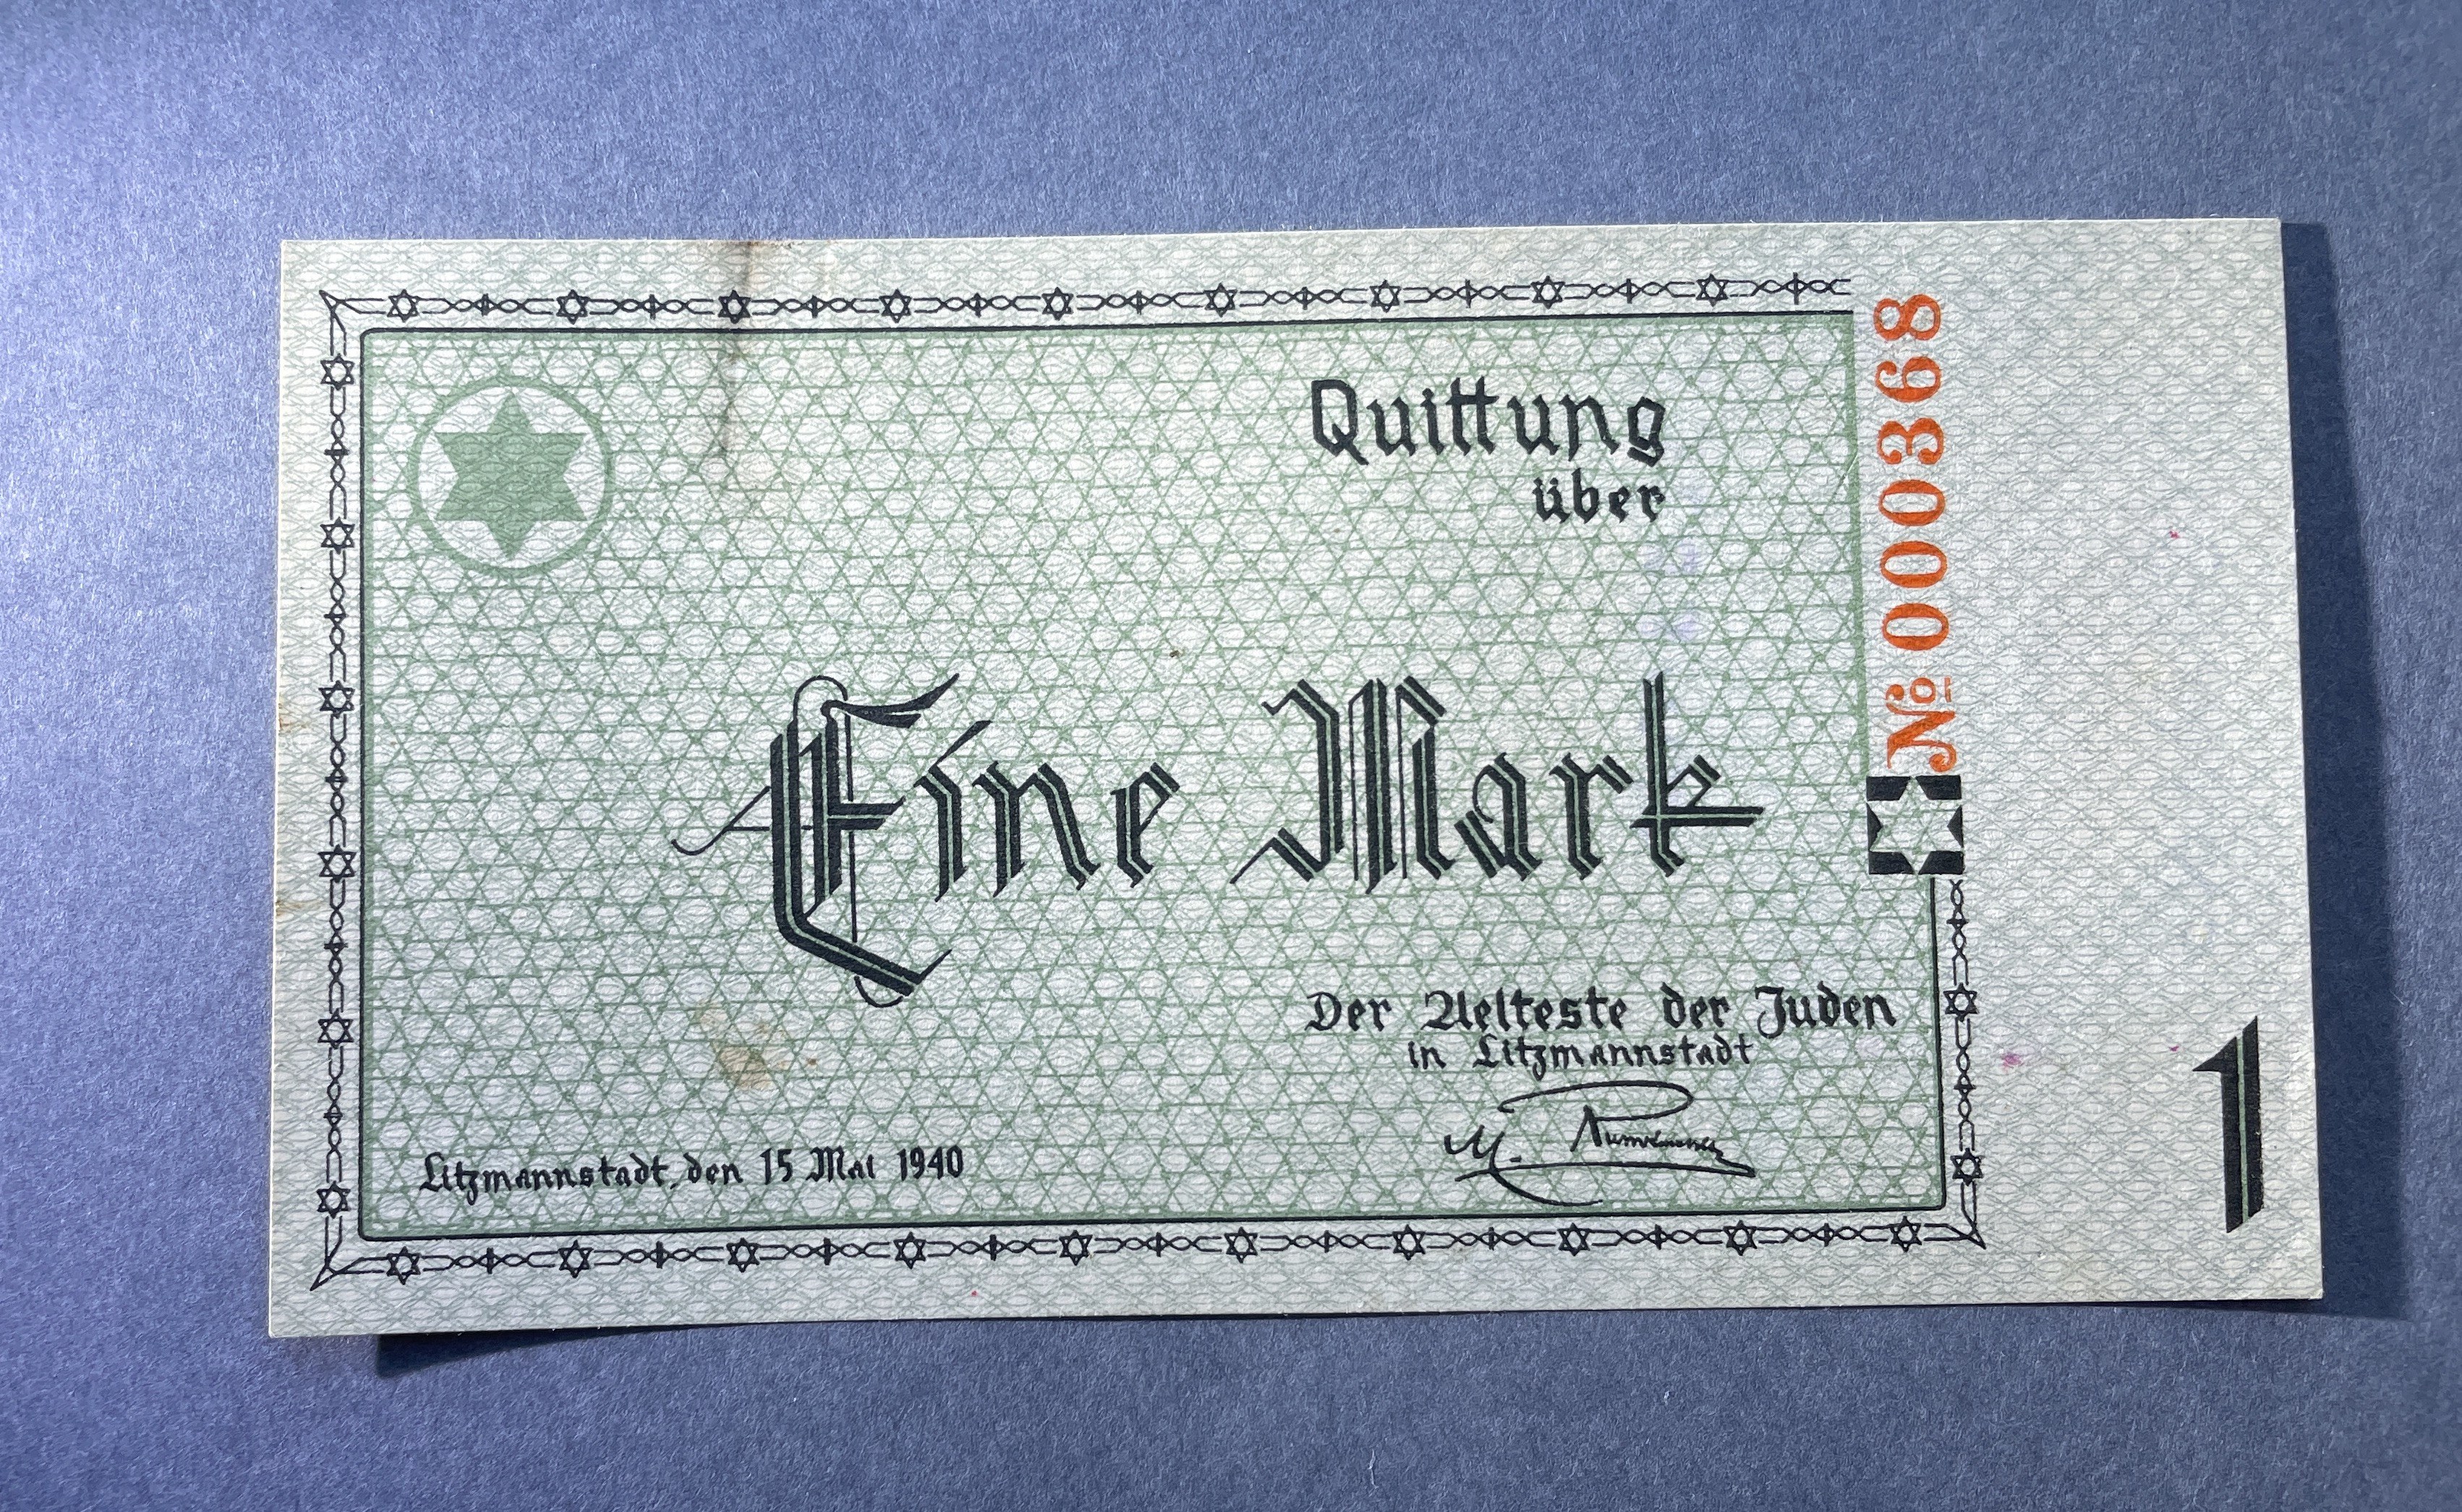 Quittung
über
Eine Mark
Der Aelteste der Juden
in Litzmannstadt
Litzmannstadt, den 15 Mai 1940
№ 000368
1